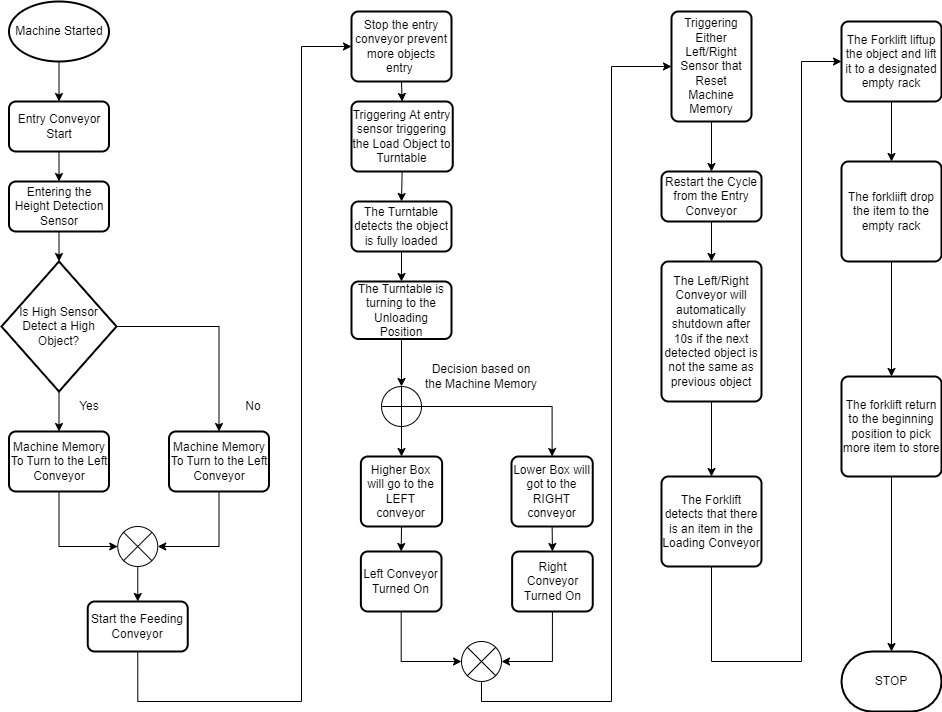 Machine Started
Entry Conveyor
Start
Entering the
Height Detection
Sensor
Is High Sensor
Detect a High
Object?
Yes
No
Machine Memory
To Turn to the Left
Conveyor
Machine Memory
To Turn to the Left
Conveyor
Start the Feeding
Conveyor
Stop the entry
conveyor prevent
more objects
entry
Triggering At entry
sensor triggering
the Load Object to
Turntable
The Turntable
detects the object
is fully loaded
The Turntable is
turning to the
Unloading
Position
Decision based on
the Machine Memory
Higher Box
will go to the
LEFT
conveyor
Lower Box will
got to the
RIGHT
conveyor
Left Conveyor
Turned On
Right
Conveyor
Turned On
Triggering
Either
Left/Right
Sensor that
Reset
Machine
Memory
Restart the Cycle
from the Entry
Conveyor
The Left/Right
Conveyor will
automatically
shutdown after
10s if the next
detected object is
not the same as
previous object
The Forklift
detects that there
is an item in the
Loading Conveyor
The Forklift liftup
the object and lift
it to a designated
empty rack
The forkliift drop
the item to the
empty rack
The forklift return
to the beginning
position to pick
more item to store
STOP